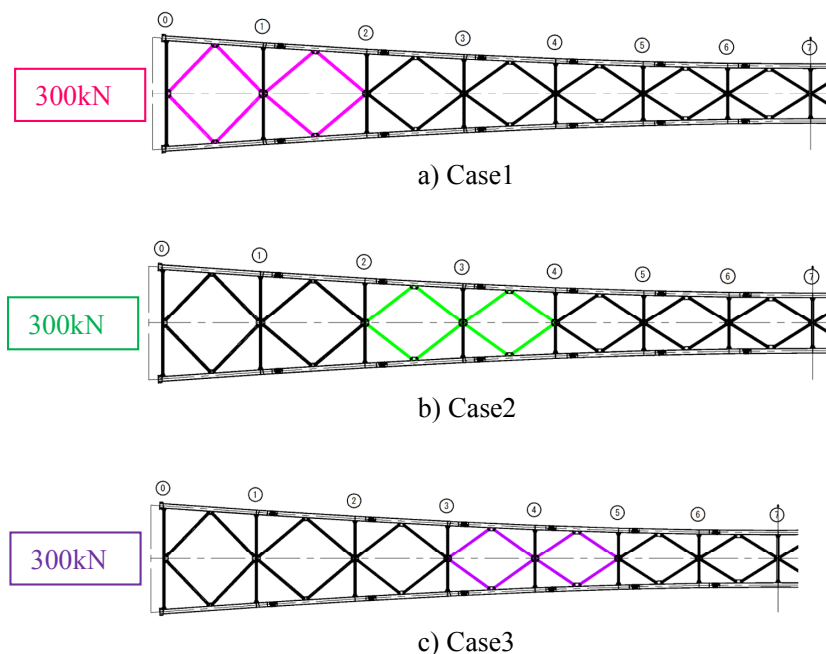 ⓪ ① ② ③ ④ ⑤ ⑥ ⑦
300kN
a) Case1
⓪ ① ② ③ ④ ⑤ ⑥ ⑦
300kN
b) Case2
⓪ ① ② ③ ④ ⑤ ⑥ ⑦
300kN
c) Case3